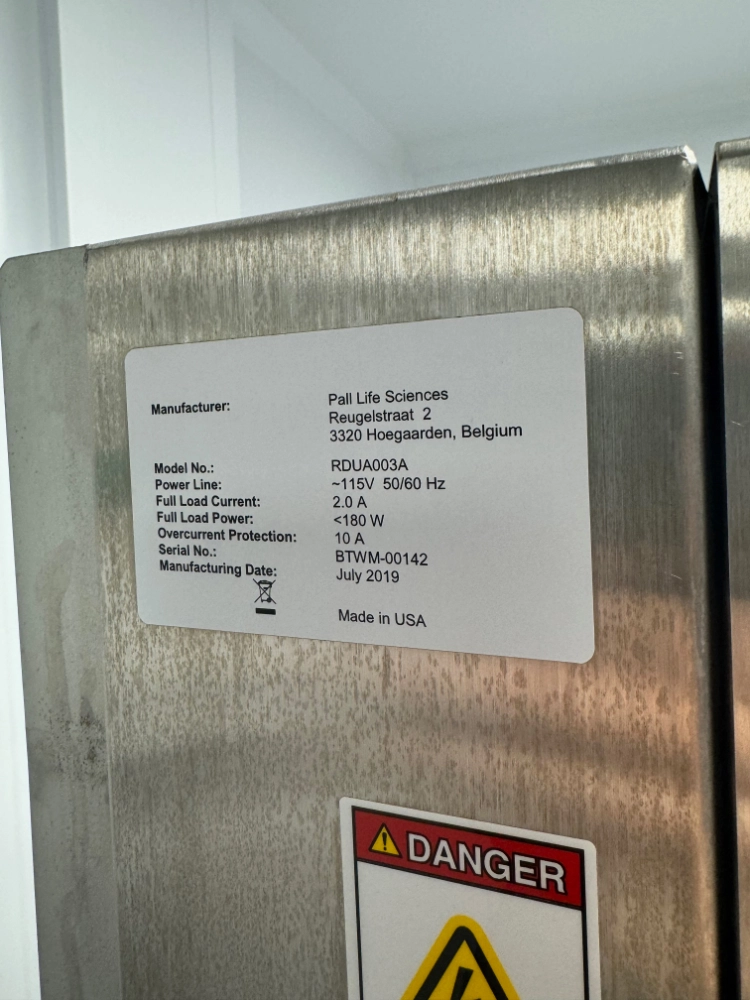 Manufacturer: Pall Life Sciences
Reugelstraat 2
3320 Hoegaarden, Belgium
Model No.: RDUA003A
Power Line: ~115V 50/60 Hz
Full Load Current: 2.0 A
Full Load Power: <180 W
Overcurrent Protection: 10 A
Serial No.: BTWM-00142
Manufacturing Date: July 2019
Made in USA
DANGER